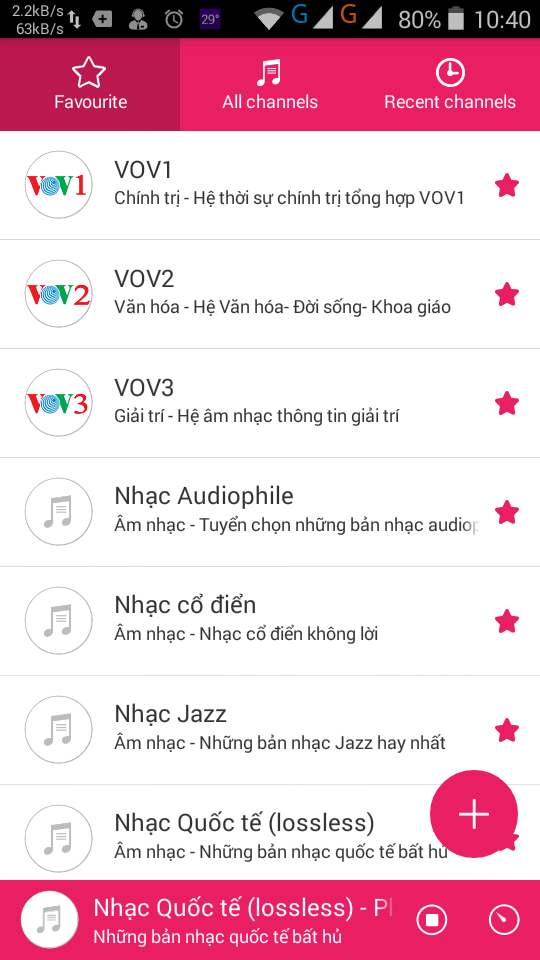 2.2kB/s
63kB/s
29°
G
G
80%
10:40
Favourite
All channels
Recent channels
VOV1
VOV1
Chính trị - Hệ thời sự chính trị tổng hợp VOV1
VOV2
VOV2
Văn hóa - Hệ Văn hóa- Đời sống- Khoa giáo
VOV3
VOV3
Giải trí - Hệ âm nhạc thông tin giải trí
Nhạc Audiophile
Âm nhạc - Tuyển chọn những bản nhạc audiop
Nhạc cổ điển
Âm nhạc - Nhạc cổ điển không lời
Nhạc Jazz
Âm nhạc - Những bản nhạc Jazz hay nhất
Nhạc Quốc tế (lossless)
Âm nhạc - Những bản nhạc quốc tế bất hủ
Nhạc Quốc tế (lossless) - Pl
Những bản nhạc quốc tế bất hủ